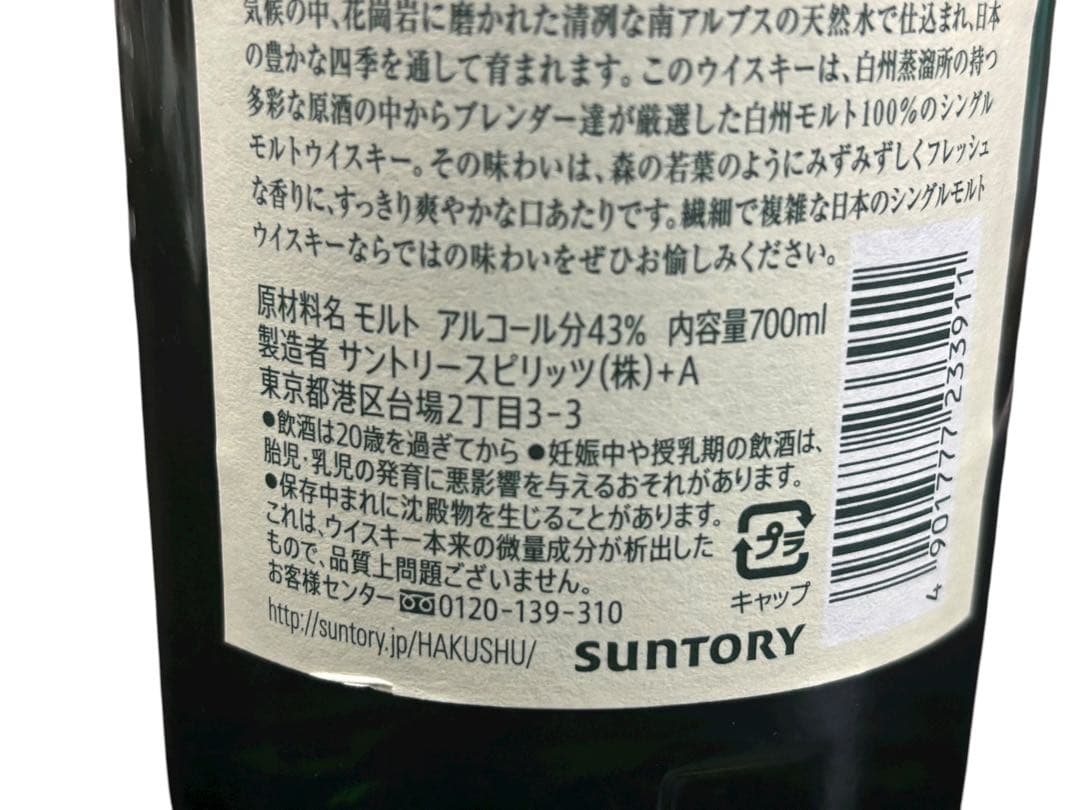 気候の中、花崗岩に磨かれた清冽な南アルプスの天然水で仕込まれ、日本
の豊かな四季を通して育まれます。このウイスキーは、白州蒸溜所の持つ
多彩な原酒の中からブレンダー達が厳選した白州モルト100%のシングル
モルトウイスキー。その味わいは、森の若葉のようにみずみずしくフレッシュ
な香りに、すっきり爽やかな口あたりです。繊細で複雑な日本のシングルモルト
ウイスキーならではの味わいをぜひお愉しみください。
原材料名 モルト アルコール分43% 内容量700ml
製造者 サントリースピリッツ(株)+A
東京都港区台場2丁目3-3
●飲酒は20歳を過ぎてから ●妊娠中や授乳期の飲酒は、
胎児・乳児の発育に悪影響を与えるおそれがあります。
●保存中まれに沈殿物を生じることがあります。
これは、ウイスキー本来の微量成分が析出した
もので、品質上問題ございません。
お客様センター 0120-139-310
http://suntory.jp/HAKUSHU/
プラ
キャップ
SUNTORY
4 901777 233911